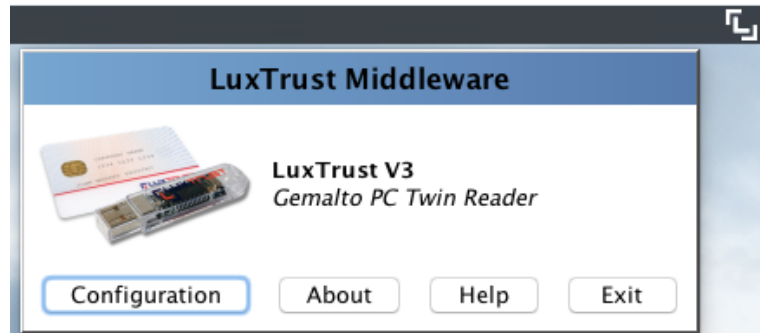 LuxTrust Middleware
LuxTrust V3
Gemalto PC Twin Reader
Configuration
About
Help
Exit